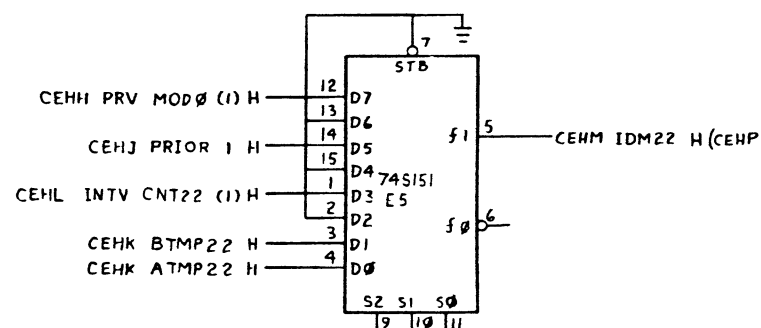 7
STB
CEHH PRV MODØ (1) H 12 D7
13 D6
CEHJ PRIOR 1 H 14 D5
f1 5 CEHM IDM22 H (CEHP
15 D4
74S151
CEHL INTV CNT22 (1) H 1 D3
E5
2 D2
fØ 6
CEHK BTMP22 H 3 D1
CEHK ATMP22 H 4 DØ
S2 S1 SØ
9 1Ø 11